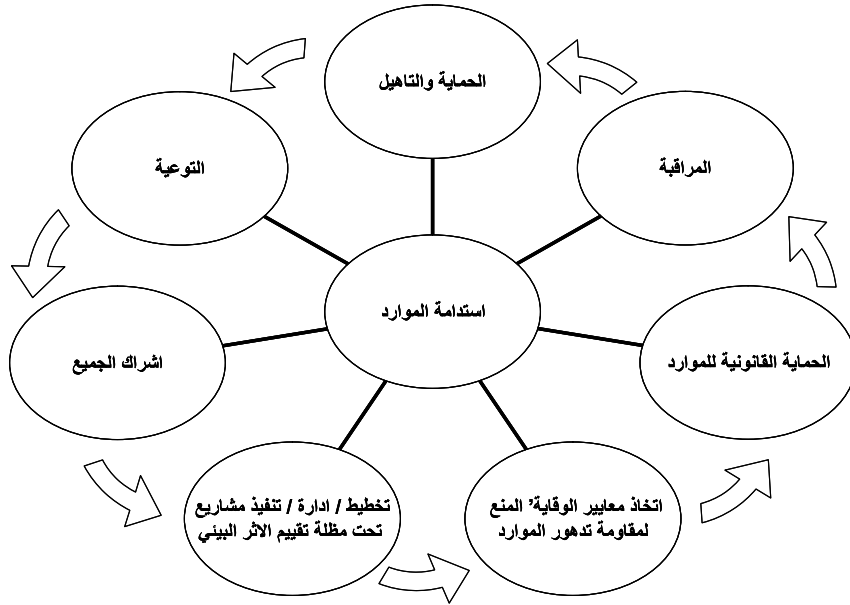 الحماية والتاهيل
التوعية
المراقبة
استدامة الموارد
اشراك الجميع
الحماية القانونية للموارد
تخطيط / ادارة / تنفيذ مشاريع
تحت مظلة تقييم الاثر البيئي
اتخاذ معايير الوقاية' المنع
لمقاومة تدهور الموارد